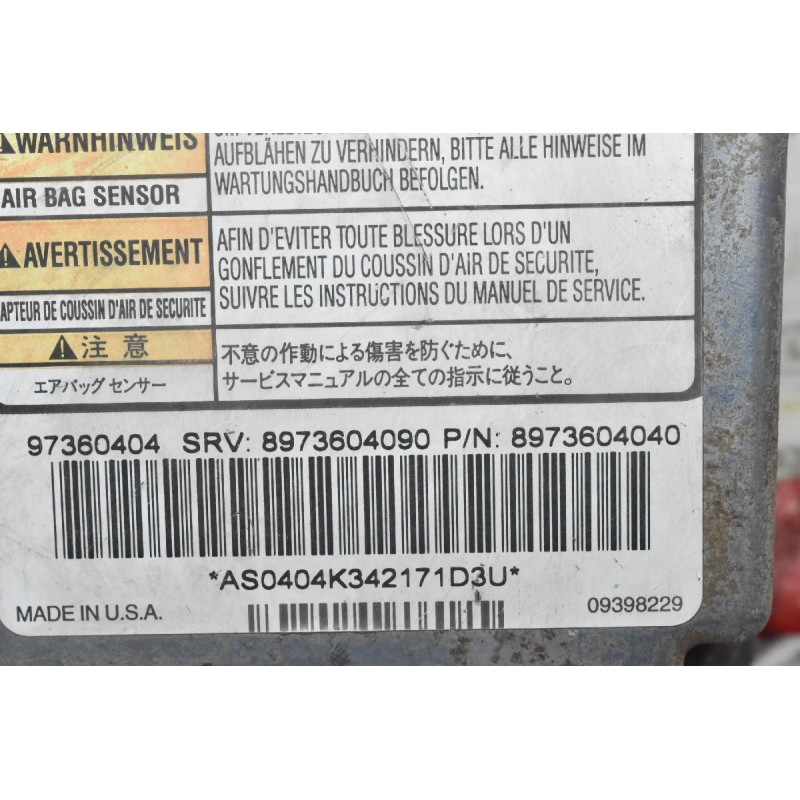 WARNHINWEIS
AUFBLÄHEN ZU VERHINDERN, BITTE ALLE HINWEISE IM
WARTUNGSHANDBUCH BEFOLGEN.
AIR BAG SENSOR
AVERTISSEMENT
AFIN D'EVITER TOUTE BLESSURE LORS D'UN
GONFLEMENT DU COUSSIN D'AIR DE SECURITE,
SUIVRE LES INSTRUCTIONS DU MANUEL DE SERVICE.
APTEUR DE COUSSIN D'AIR DE SECURITE
注 意
エアバッグ センサー
不意の作動による傷害を防ぐために、
サービスマニュアルの全ての指示に従うこと。
97360404 SRV: 8973604090 P/N: 8973604040
*AS0404K342171D3U*
MADE IN U.S.A.
09398229